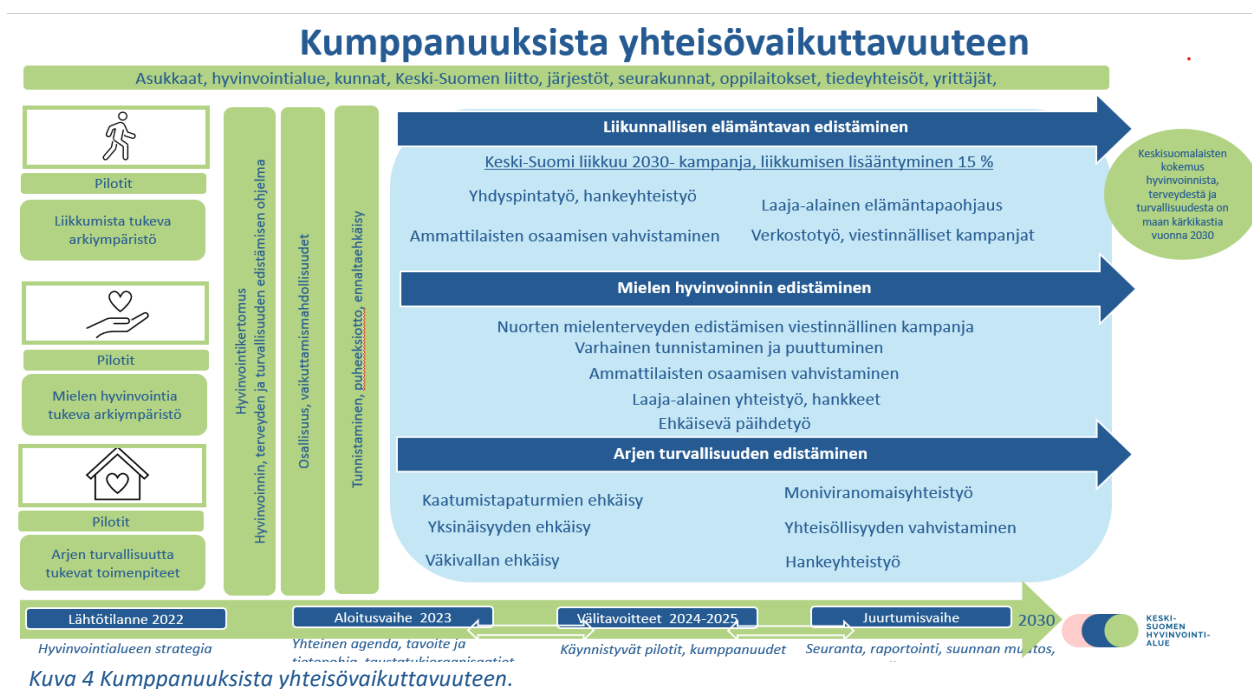 Kumppanuuksista yhteisövaikuttavuuteen
Asukkaat, hyvinvointialue, kunnat, Keski-Suomen liitto, järjestöt, seurakunnat, oppilaitokset, tiedeyhteisöt, yrittäjät,
Pilotit
Liikkumista tukeva
arkiympäristö
Pilotit
Mielen hyvinvointia
tukeva arkiympäristö
Pilotit
Arjen turvallisuutta
tukevat toimenpiteet
Hyvinvointikertomus
Hyvinvoinnin, terveyden ja turvallisuuden edistämisen ohjelma
Osallisuus, vaikuttamismahdollisuudet
Tunnistaminen, puheeksiotto, ennaltaehkäisy
Liikunnallisen elämäntavan edistäminen
Keski-Suomi liikkuu 2030- kampanja, liikkumisen lisääntyminen 15 %
Yhdyspintatyö, hankeyhteistyö
Laaja-alainen elämäntapaohjaus
Ammattilaisten osaamisen vahvistaminen
Verkostotyö, viestinnälliset kampanjat
Mielen hyvinvoinnin edistäminen
Nuorten mielenterveyden edistämisen viestinnällinen kampanja
Varhainen tunnistaminen ja puuttuminen
Ammattilaisten osaamisen vahvistaminen
Laaja-alainen yhteistyö, hankkeet
Ehkäisevä päihdetyö
Arjen turvallisuuden edistäminen
Kaatumistapaturmien ehkäisy
Moniviranomaisyhteistyö
Yksinäisyyden ehkäisy
Yhteisöllisyyden vahvistaminen
Väkivallan ehkäisy
Hankeyhteistyö
Keskisuomalaisten
kokemus
hyvinvoinnista,
terveydestä ja
turvallisuudesta on
maan kärkikastia
vuonna 2030
Lähtötilanne 2022
Aloitusvaihe 2023
Välitavoitteet 2024-2025
Juurtumisvaihe
2030
Hyvinvointialueen strategia
Yhteinen agenda, tavoite ja
tietopohja, taustatukiorganisaatiot
Käynnistyvät pilotit, kumppanuudet
Seuranta, raportointi, suunnan muutos,
KESKI-
SUOMEN
HYVINVOINTI-
ALUE
Kuva 4 Kumppanuuksista yhteisövaikuttavuuteen.